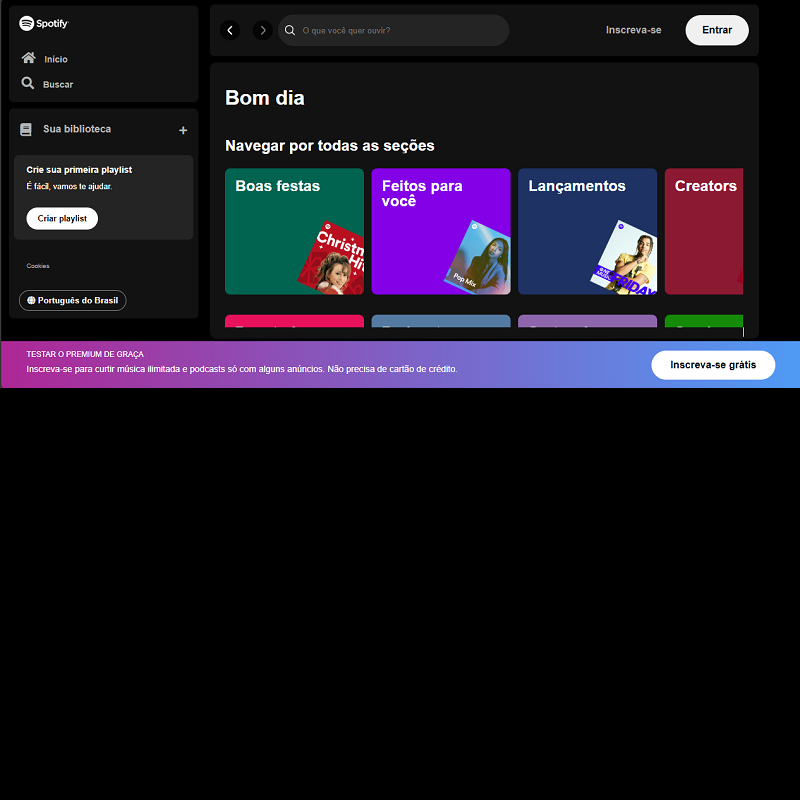 Spotify
Início
Buscar
Sua biblioteca
+
Crie sua primeira playlist
É fácil, vamos te ajudar.
Criar playlist
Cookies
Português do Brasil
O que você quer ouvir?
Inscreva-se
Entrar
Bom dia
Navegar por todas as seções
Boas festas
Christm
Hi
Feitos para
você
Pop Mix
Lançamentos
FRIDAY
Creators
TESTAR O PREMIUM DE GRAÇA
Inscreva-se para curtir música ilimitada e podcasts só com alguns anúncios. Não precisa de cartão de crédito.
Inscreva-se grátis